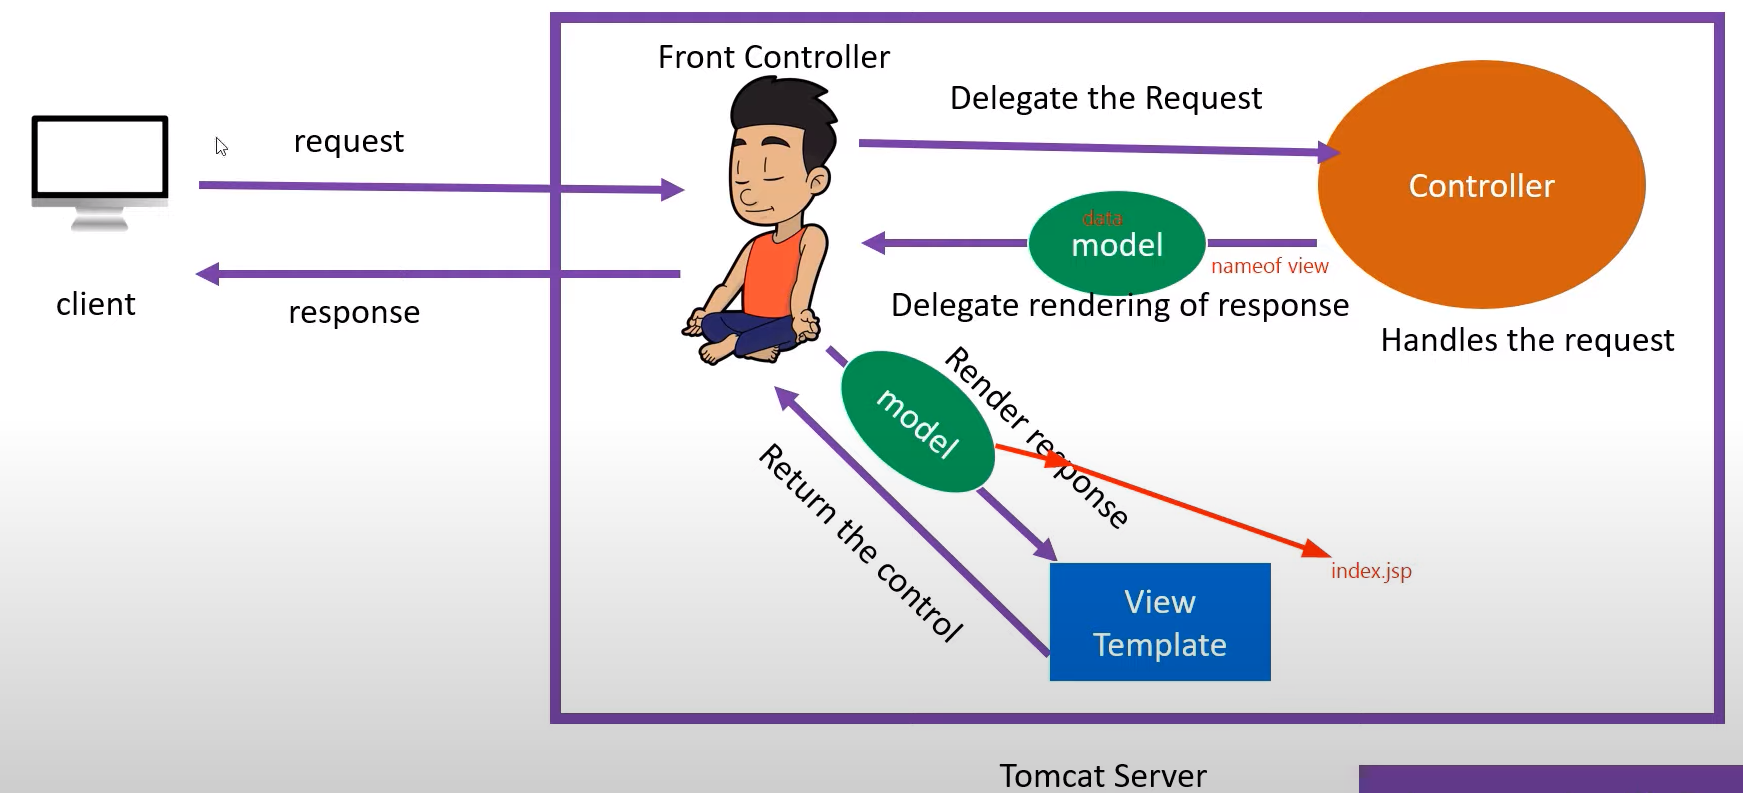 Front Controller
Delegate the Request
request
Controller
data
model
nameof view
client
response
Delegate rendering of response
Handles the request
model
Render response
Return the control
index.jsp
View
Template
Tomcat Server